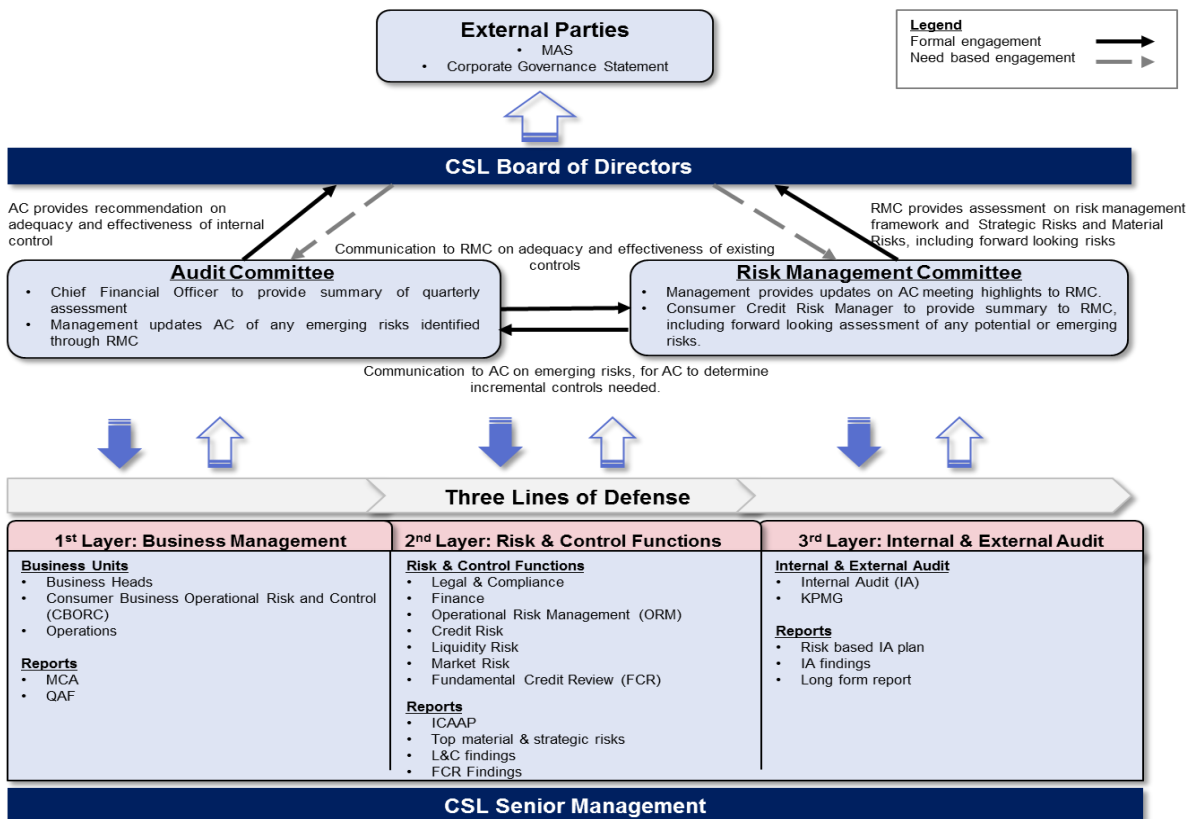 External Parties
• MAS
• Corporate Governance Statement
Legend
Formal engagement
Need based engagement
CSL Board of Directors
AC provides recommendation on
adequacy and effectiveness of internal
control
RMC provides assessment on risk management
framework and Strategic Risks and Material
Risks, including forward looking risks
Communication to RMC on adequacy and effectiveness of existing
controls
Audit Committee
• Chief Financial Officer to provide summary of quarterly
assessment
• Management updates AC of any emerging risks identified
through RMC
Risk Management Committee
• Management provides updates on AC meeting highlights to RMC.
• Consumer Credit Risk Manager to provide summary to RMC,
including forward looking assessment of any potential or emerging
risks.
Communication to AC on emerging risks, for AC to determine
incremental controls needed.
Three Lines of Defense
1st Layer: Business Management
Business Units
• Business Heads
• Consumer Business Operational Risk and Control
(CBORC)
• Operations
Reports
• MCA
• QAF
2nd Layer: Risk & Control Functions
Risk & Control Functions
• Legal & Compliance
• Finance
• Operational Risk Management (ORM)
• Credit Risk
• Liquidity Risk
• Market Risk
• Fundamental Credit Review (FCR)
Reports
• ICAAP
• Top material & strategic risks
• L&C findings
• FCR Findings
3rd Layer: Internal & External Audit
Internal & External Audit
• Internal Audit (IA)
• KPMG
Reports
• Risk based IA plan
• IA findings
• Long form report
CSL Senior Management